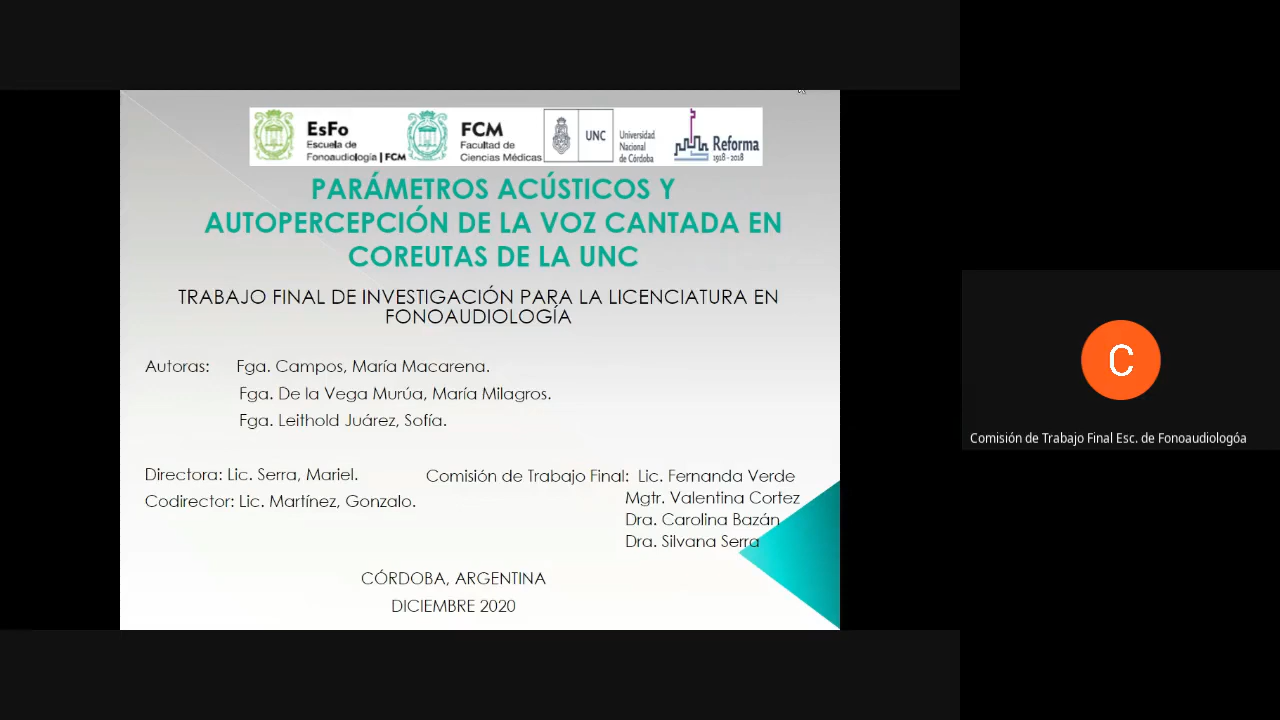 EsFo
Escuela de
Fonoaudiología | FCM
FCM
Facultad de
Ciencias Médicas
UNC
Universidad
Nacional
de Córdoba
Reforma
1918 - 2018
PARÁMETROS ACÚSTICOS Y
AUTOPERCEPCIÓN DE LA VOZ CANTADA EN
COREUTAS DE LA UNC
TRABAJO FINAL DE INVESTIGACIÓN PARA LA LICENCIATURA EN
FONOAUDIOLOGÍA
Autoras: Fga. Campos, María Macarena.
Fga. De la Vega Murúa, María Milagros.
Fga. Leithold Juárez, Sofía.
Directora: Lic. Serra, Mariel.
Codirector: Lic. Martínez, Gonzalo.
Comisión de Trabajo Final: Lic. Fernanda Verde
Mgtr. Valentina Cortez
Dra. Carolina Bazán
Dra. Silvana Serra
CÓRDOBA, ARGENTINA
DICIEMBRE 2020
C
Comisión de Trabajo Final Esc. de Fonoaudiologóa